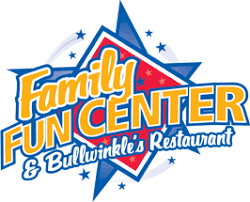 Family
FUN CENTER
& Bullwinkle's Restaurant